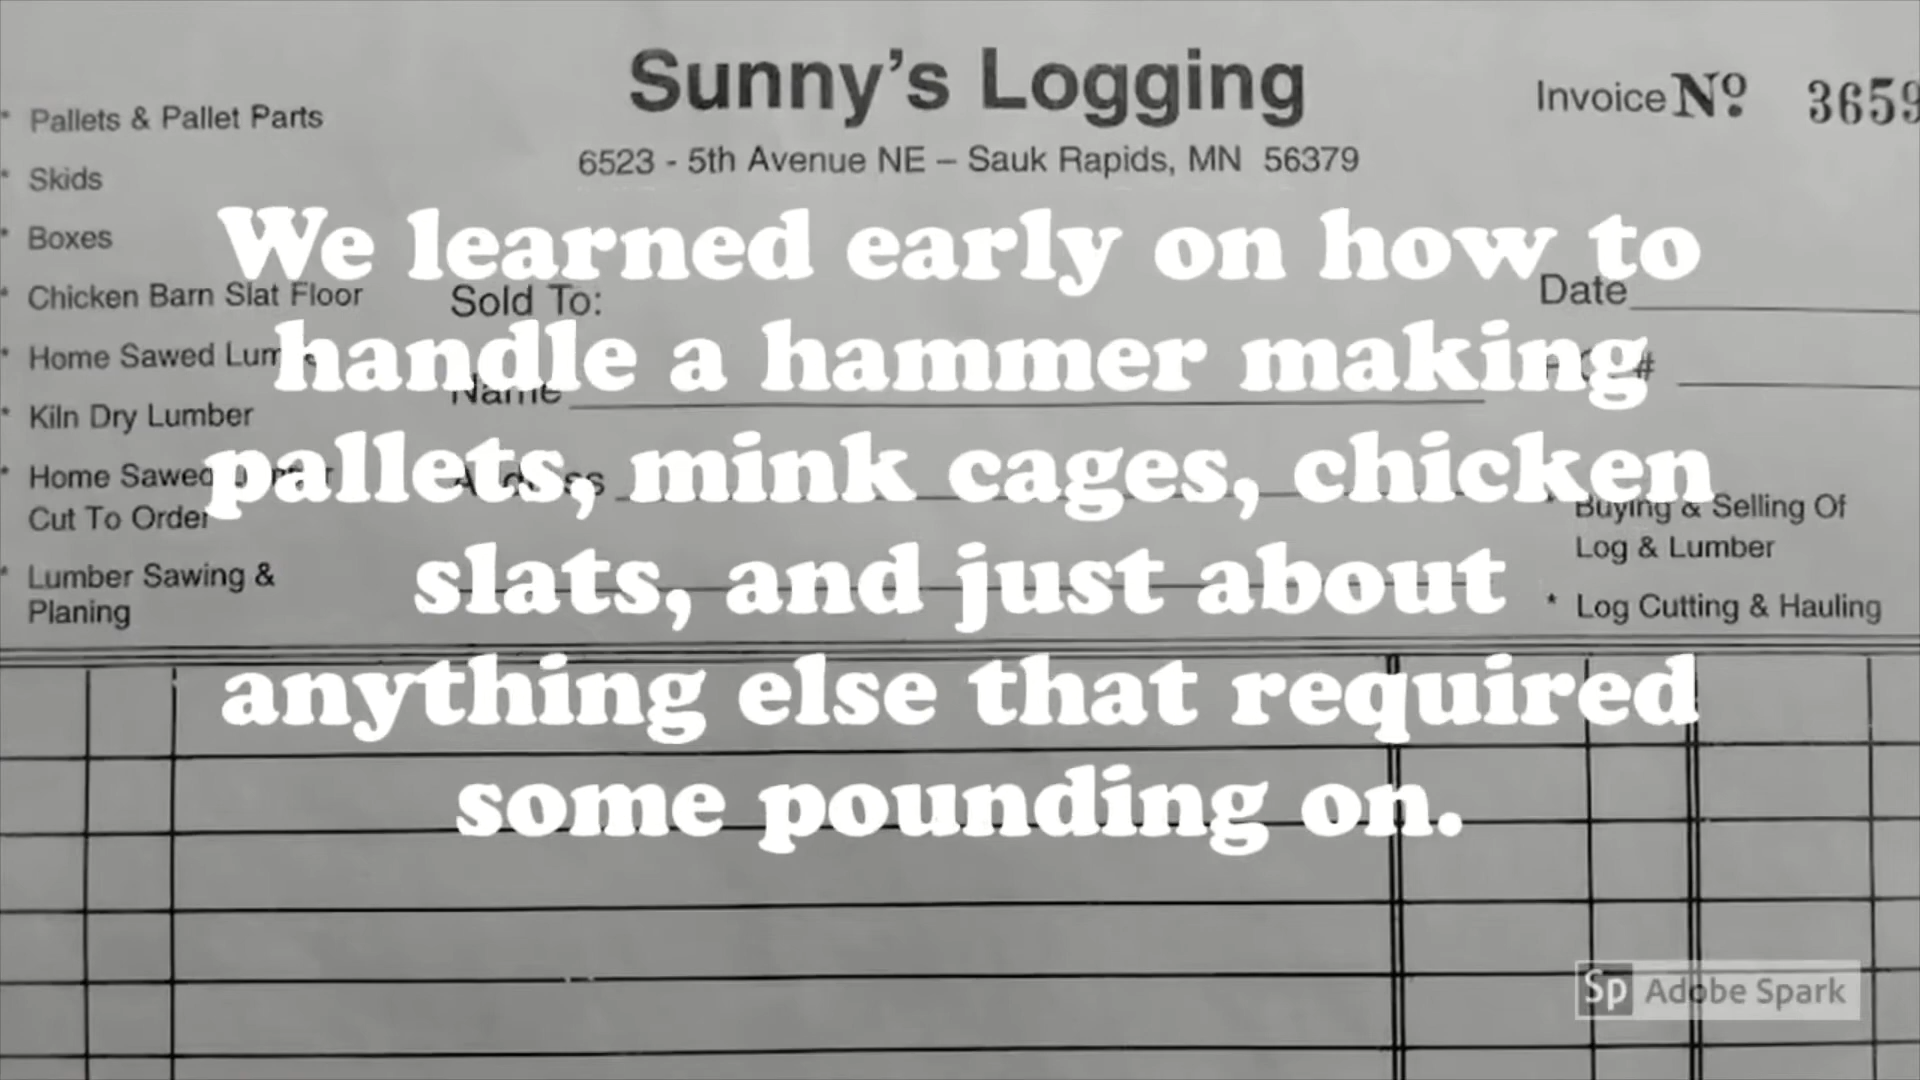 Sunny's Logging
6523 - 5th Avenue NE – Sauk Rapids, MN 56379
Invoice Nº 3659
* Pallets & Pallet Parts
* Skids
* Boxes
* Chicken Barn Slat Floor
* Home Sawed
* Kiln Dry Lumber
* Home Sawed
Cut To Order
* Lumber Sawing &
Planing
Sold To:
Name
Date
* Buying & Selling Of
Log & Lumber
* Log Cutting & Hauling
We learned early on how to
handle a hammer making
pallets, mink cages, chicken
slats, and just about
anything else that required
some pounding on.
Sp Adobe Spark